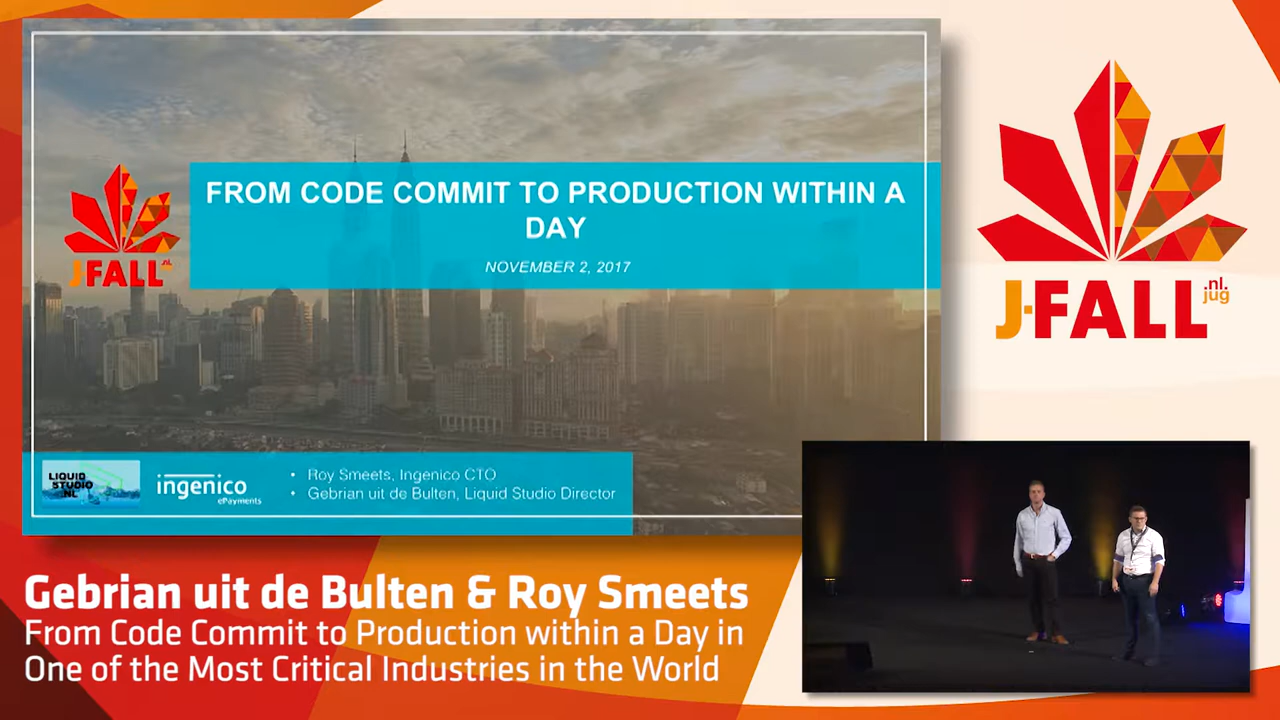 FROM CODE COMMIT TO PRODUCTION WITHIN A
DAY
NOVEMBER 2, 2017
J-FALL.nl
LIQUID
STUDIO
.NL
ingenico
ePayments
• Roy Smeets, Ingenico CTO
• Gebrian uit de Bulten, Liquid Studio Director
J-FALL
.nl.
jug
Gebrian uit de Bulten & Roy Smeets
From Code Commit to Production within a Day in
One of the Most Critical Industries in the World